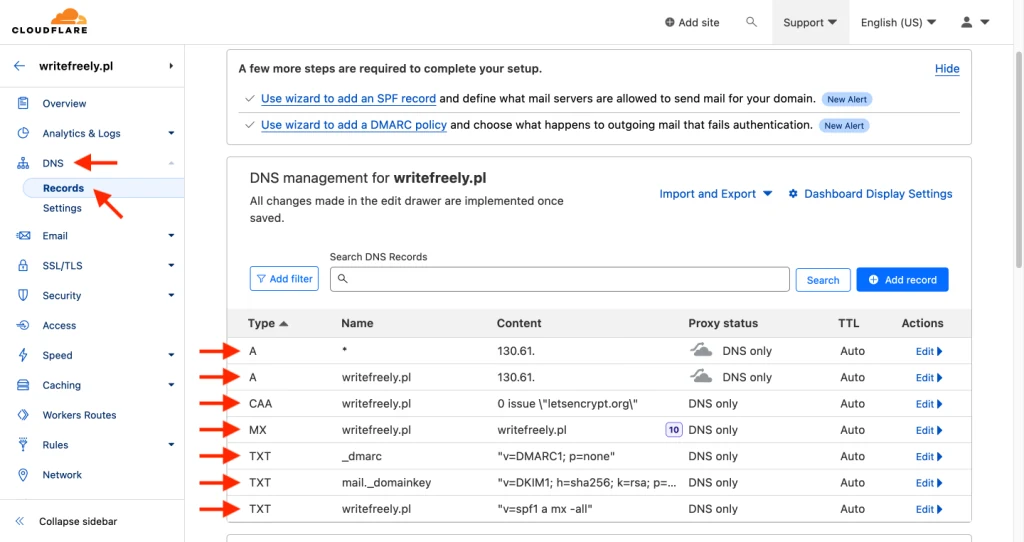 CLOUDFLARE
Add site
Support
English (US)
writefreely.pl
Overview
Analytics & Logs
DNS
Records
Settings
Email
SSL/TLS
Security
Access
Speed
Caching
Workers Routes
Rules
Network
Collapse sidebar
A few more steps are required to complete your setup.
Hide
Use wizard to add an SPF record and define what mail servers are allowed to send mail for your domain. New Alert
Use wizard to add a DMARC policy and choose what happens to outgoing mail that fails authentication. New Alert
DNS management for writefreely.pl
All changes made in the edit drawer are implemented once
saved.
Import and Export
Dashboard Display Settings
Search DNS Records
Add filter
Search
Add record
Type Name Content Proxy status TTL Actions
A * 130.61. DNS only Auto Edit
A writefreely.pl 130.61. DNS only Auto Edit
CAA writefreely.pl 0 issue \"letsencrypt.org\" DNS only Auto Edit
MX writefreely.pl writefreely.pl 10 DNS only Auto Edit
TXT _dmarc "v=DMARC1; p=none" DNS only Auto Edit
TXT mail._domainkey "v=DKIM1; h=sha256; k=rsa; p=... DNS only Auto Edit
TXT writefreely.pl "v=spf1 a mx -all" DNS only Auto Edit